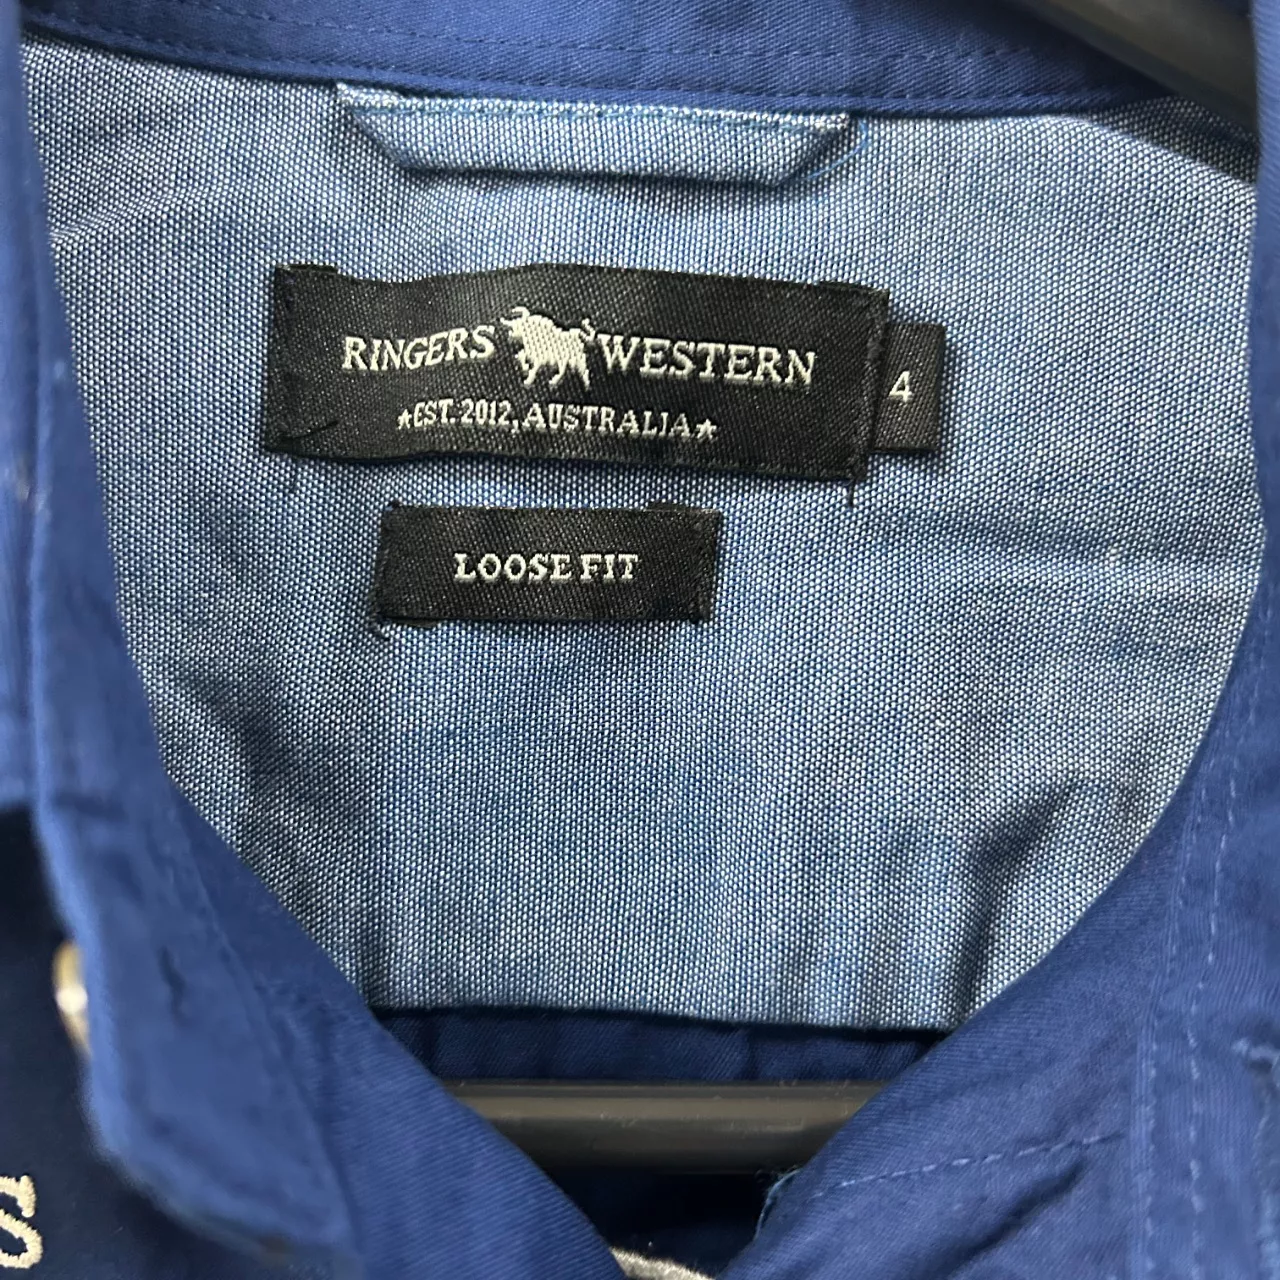 RINGERS WESTERN
★EST. 2012, AUSTRALIA★
4
LOOSE FIT